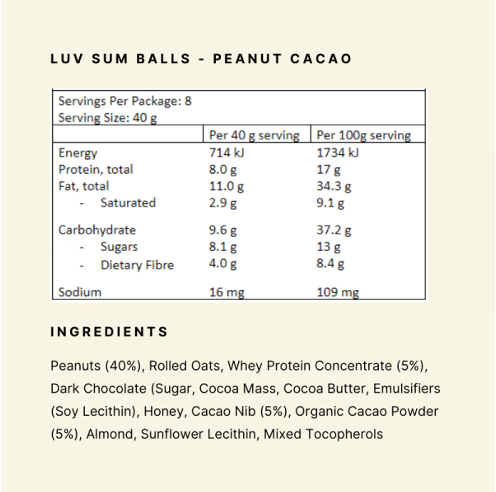 LUV SUM BALLS - PEANUT CACAO
Servings Per Package: 8
Serving Size: 40 g
Per 40 g serving Per 100g serving
Energy 714 kJ 1734 kJ
Protein, total 8.0 g 17 g
Fat, total 11.0 g 34.3 g
- Saturated 2.9 g 9.1 g
Carbohydrate 9.6 g 37.2 g
- Sugars 8.1 g 13 g
- Dietary Fibre 4.0 g 8.4 g
Sodium 16 mg 109 mg
INGREDIENTS
Peanuts (40%), Rolled Oats, Whey Protein Concentrate (5%),
Dark Chocolate (Sugar, Cocoa Mass, Cocoa Butter, Emulsifiers
(Soy Lecithin), Honey, Cacao Nib (5%), Organic Cacao Powder
(5%), Almond, Sunflower Lecithin, Mixed Tocopherols